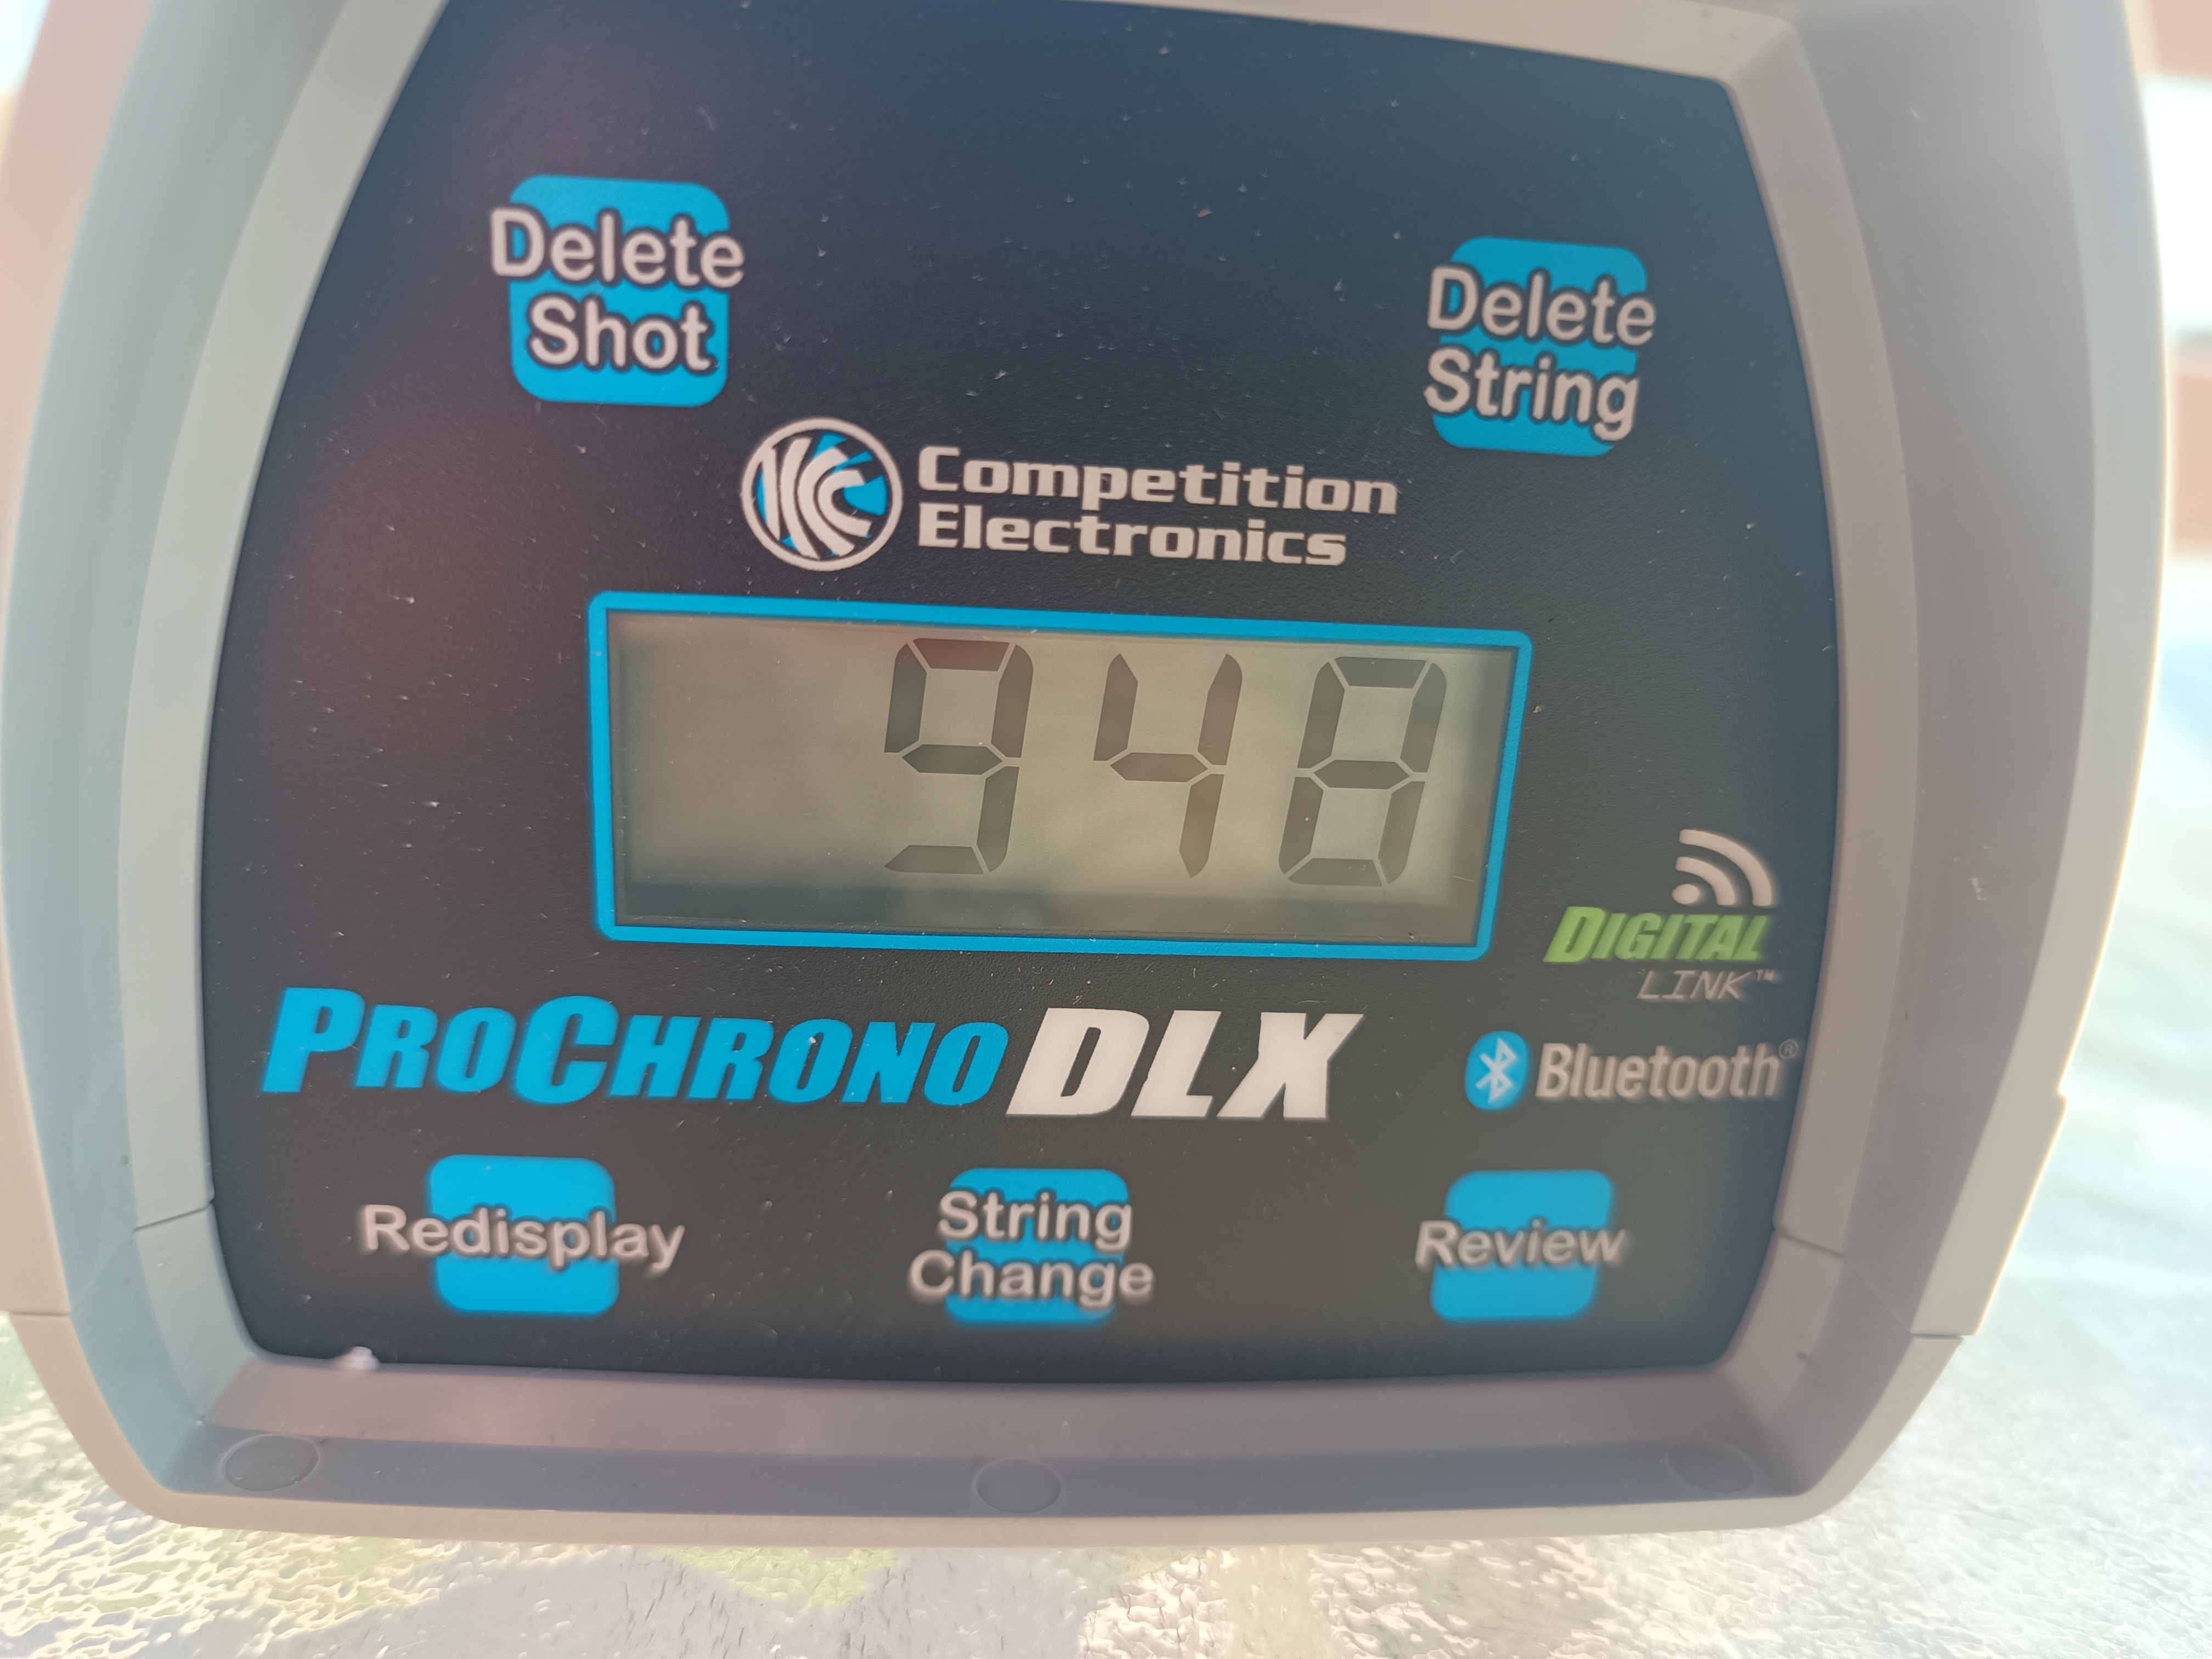 Delete
Shot
Delete
String
Competition
Electronics
948
DIGITAL
LINK™
PROCHRONO DLX
Bluetooth®
Redisplay
String
Change
Review